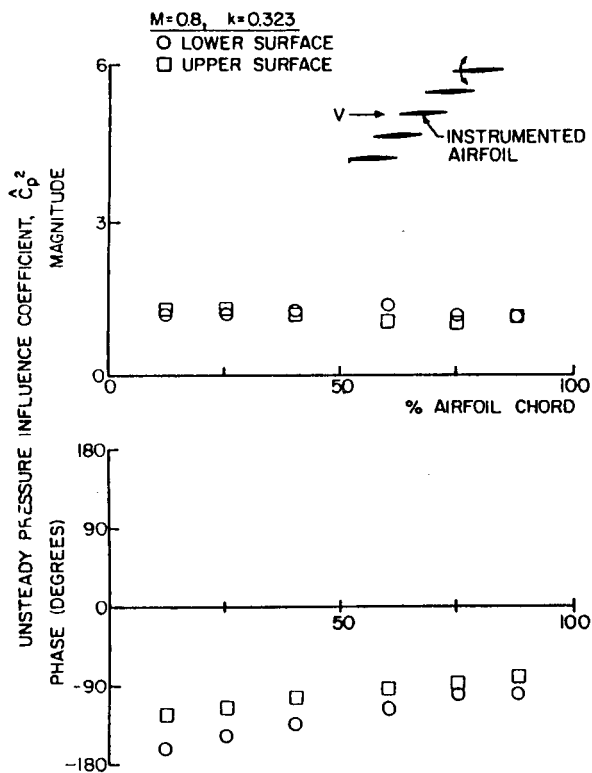 M=0.8, k=0.323
○ LOWER SURFACE
□ UPPER SURFACE
6
3
0
0
50
100
V
INSTRUMENTED
AIRFOIL
% AIRFOIL CHORD
UNSTEADY PRESSURE INFLUENCE COEFFICIENT, Ĉp²
MAGNITUDE
180
90
0
-90
-180
50
100
PHASE (DEGREES)